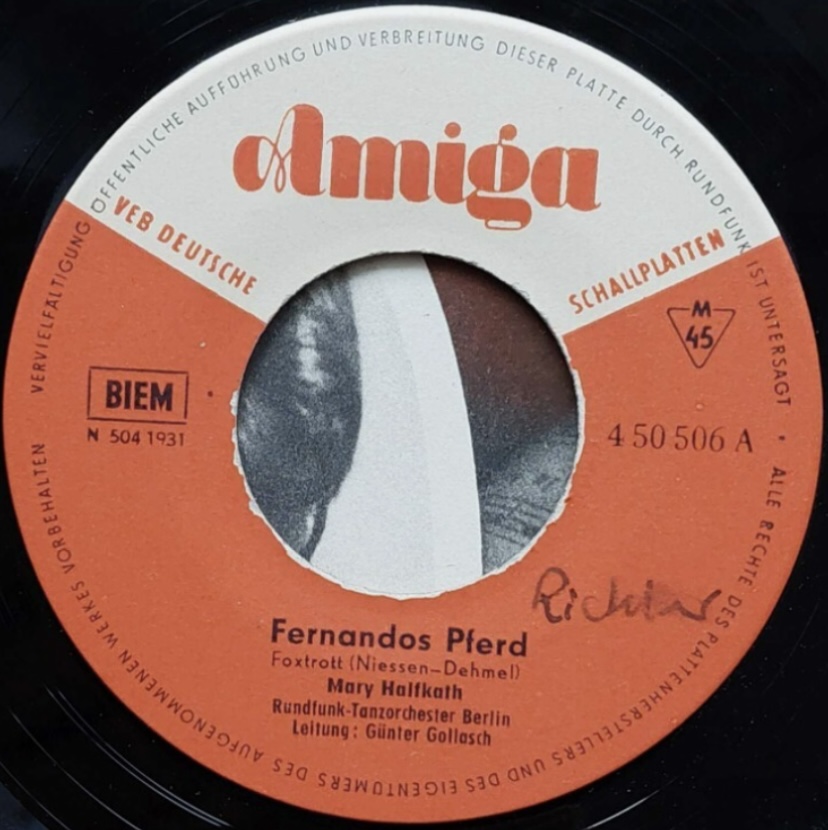 ALLE RECHTE DES PLATTENHERSTELLERS UND DES EIGENTÜMERS DES AUFGENOMMENEN WERKES VORBEHALTEN · VERVIELFÄLTIGUNG ÖFFENTLICHE AUFFÜHRUNG UND VERBREITUNG DIESER PLATTE DURCH RUNDFUNK IST UNTERSAGT ·
Amiga
VEB DEUTSCHE SCHALLPLATTEN
M
45
BIEM
N 504 1931
4 50 506 A
Fernandos Pferd
Foxtrott (Niessen-Dehmel)
Mary Halfkath
Rundfunk-Tanzorchester Berlin
Leitung: Günter Gollasch